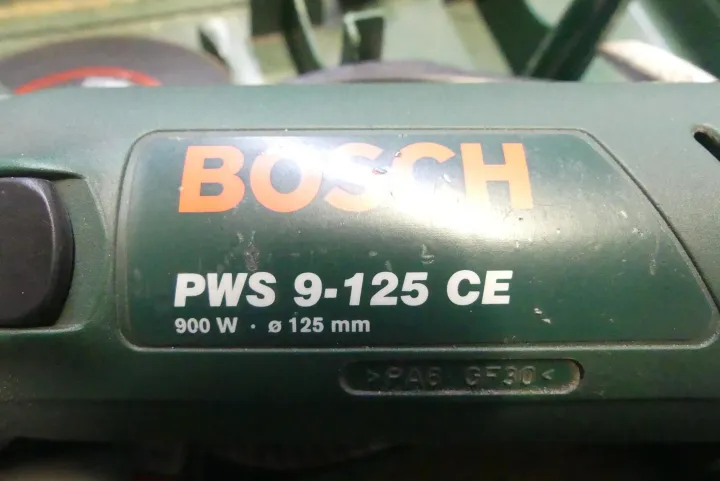 BOSCH
PWS 9-125 CE
900 W · ø 125 mm
>PA6 GF30<